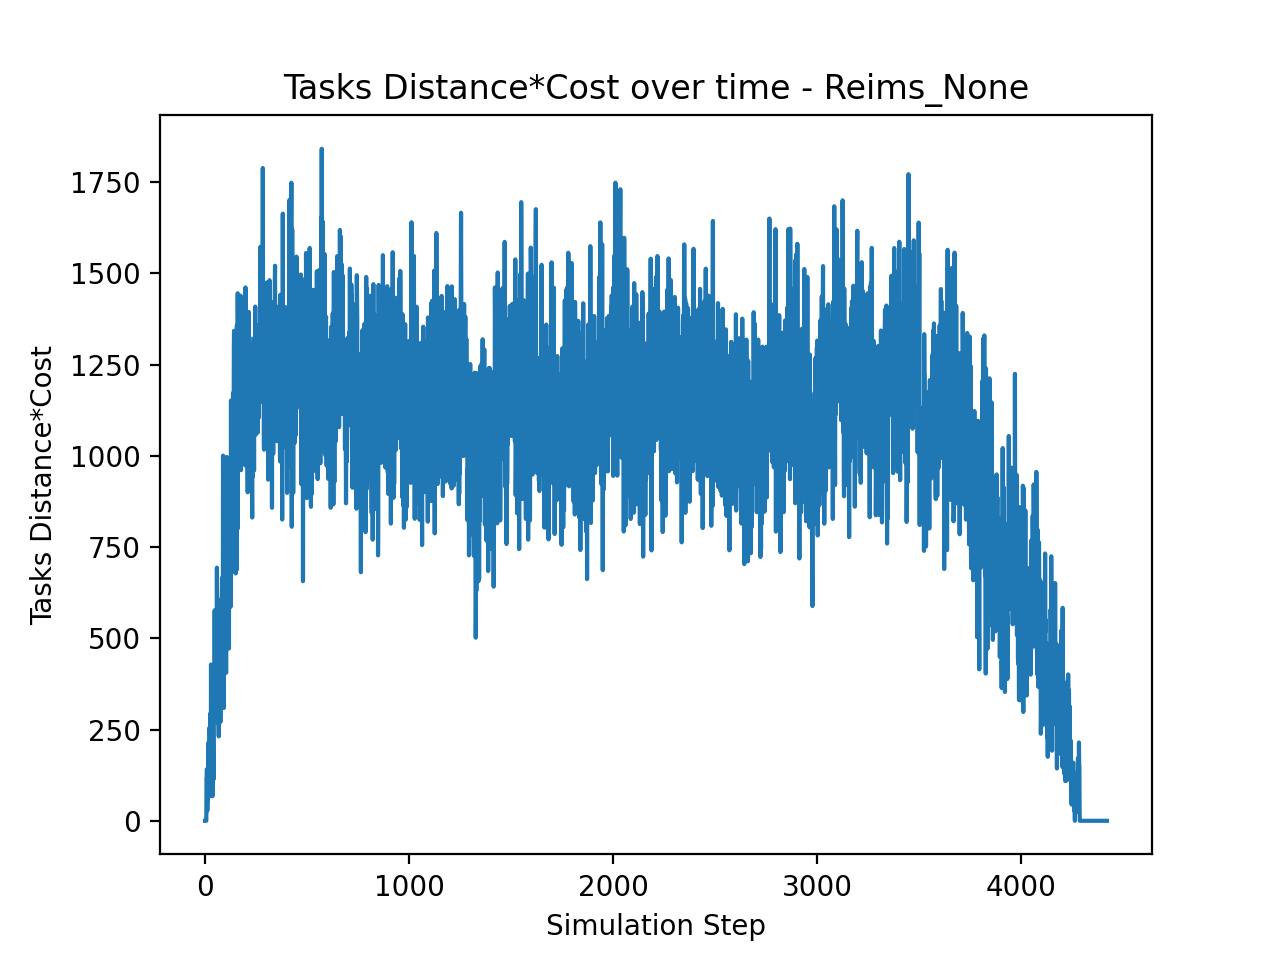 Tasks Distance*Cost over time - Reims_None
Tasks Distance*Cost
1750
1500
1250
1000
750
500
250
0
0 1000 2000 3000 4000
Simulation Step